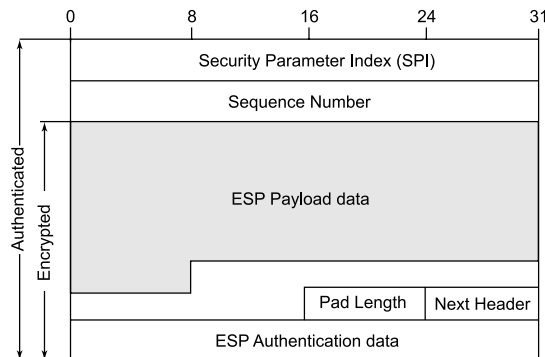 0 8 16 24 31
Security Parameter Index (SPI)
Sequence Number
Authenticated
Encrypted
ESP Payload data
Pad Length
Next Header
ESP Authentication data